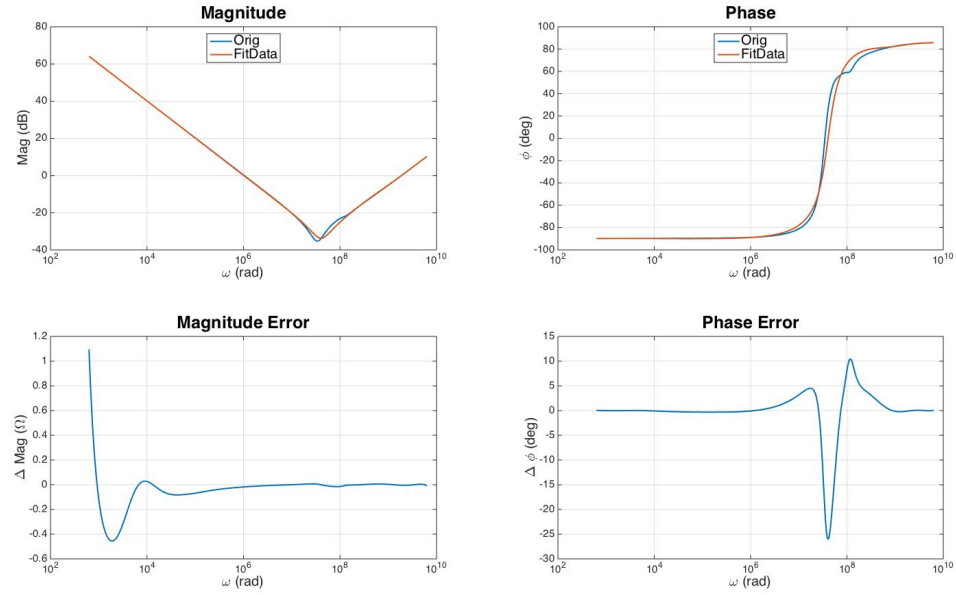 Magnitude
Mag (dB)
80
60
40
20
0
-20
-40
Orig
FitData
10^2 10^4 10^6 10^8 10^10
ω (rad)
Phase
ϕ (deg)
100
80
60
40
20
0
-20
-40
-60
-80
-100
Orig
FitData
10^2 10^4 10^6 10^8 10^10
ω (rad)
Magnitude Error
Δ Mag (Ω)
1.2
1
0.8
0.6
0.4
0.2
0
-0.2
-0.4
-0.6
10^2 10^4 10^6 10^8 10^10
ω (rad)
Phase Error
Δ ϕ (deg)
15
10
5
0
-5
-10
-15
-20
-25
-30
10^2 10^4 10^6 10^8 10^10
ω (rad)